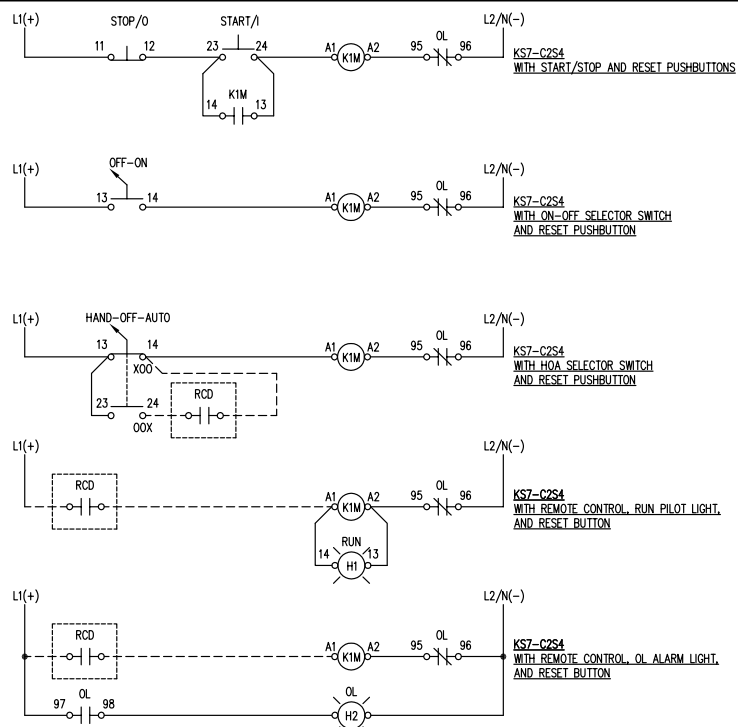 L1(+) STOP/O START/I L2/N(-)
11 12 23 24 A1 K1M A2 95 OL 96
KS7-C2S4
WITH START/STOP AND RESET PUSHBUTTONS
K1M
14 13
L1(+) OFF-ON L2/N(-)
13 14 A1 K1M A2 95 OL 96
KS7-C2S4
WITH ON-OFF SELECTOR SWITCH
AND RESET PUSHBUTTON
L1(+) HAND-OFF-AUTO L2/N(-)
13 14 A1 K1M A2 95 OL 96
XOO
KS7-C2S4
WITH HOA SELECTOR SWITCH
AND RESET PUSHBUTTON
RCD
23 24
OOX
L1(+) L2/N(-)
RCD A1 K1M A2 95 OL 96
KS7-C2S4
WITH REMOTE CONTROL, RUN PILOT LIGHT,
AND RESET BUTTON
RUN
14 H1 13
L1(+) L2/N(-)
RCD A1 K1M A2 95 OL 96
KS7-C2S4
WITH REMOTE CONTROL, OL ALARM LIGHT,
AND RESET BUTTON
97 OL 98 OL
H2